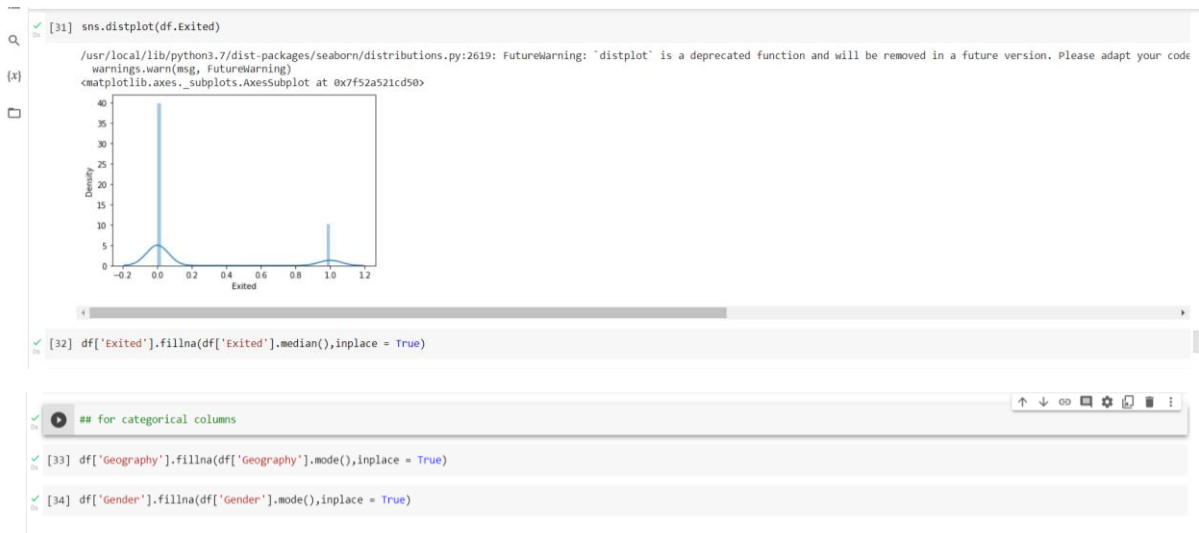 [31] sns.distplot(df.Exited)
/usr/local/lib/python3.7/dist-packages/seaborn/distributions.py:2619: FutureWarning: `distplot` is a deprecated function and will be removed in a future version. Please adapt your code
warnings.warn(msg, FutureWarning)
<matplotlib.axes._subplots.AxesSubplot at 0x7f52a521cd50>
40
35
30
25
20
15
10
5
0
Density
-0.2 0.0 0.2 0.4 0.6 0.8 1.0 1.2
Exited
{x}
0s
[32] df['Exited'].fillna(df['Exited'].median(),inplace = True)
0s
## for categorical columns
0s
[33] df['Geography'].fillna(df['Geography'].mode(),inplace = True)
0s
[34] df['Gender'].fillna(df['Gender'].mode(),inplace = True)
0s